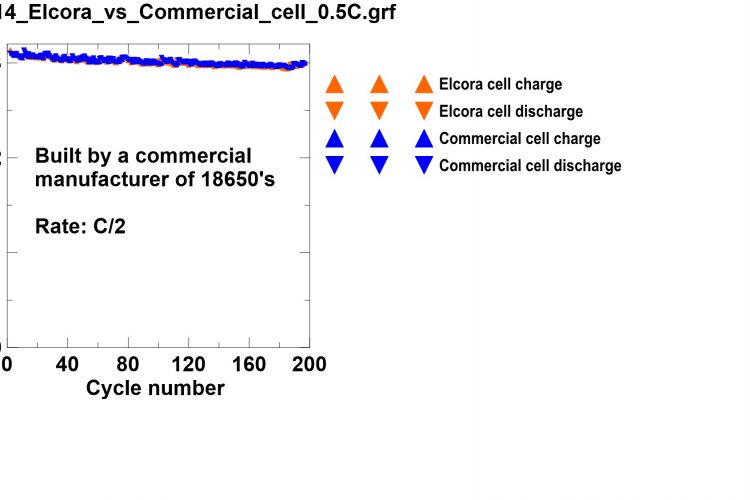 14_Elcora_vs_Commercial_cell_0.5C.grf
Elcora cell charge
Elcora cell discharge
Commercial cell charge
Commercial cell discharge
Built by a commercial
manufacturer of 18650's
Rate: C/2
0 40 80 120 160 200
Cycle number